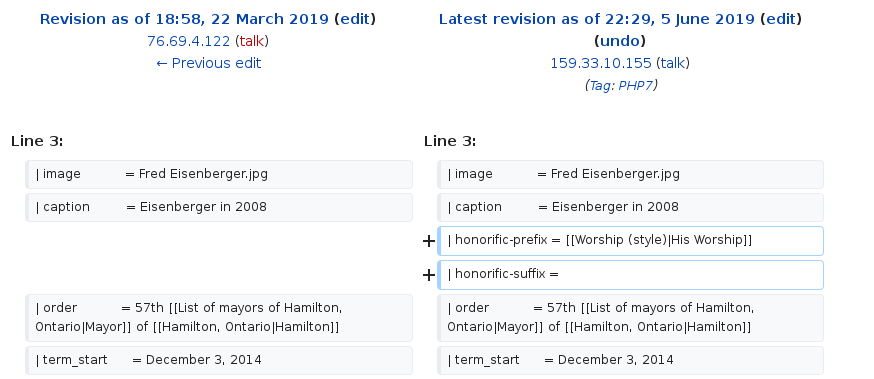 Revision as of 18:58, 22 March 2019 (edit)
76.69.4.122 (talk)
← Previous edit
Latest revision as of 22:29, 5 June 2019 (edit)
(undo)
159.33.10.155 (talk)
(Tag: PHP7)
Line 3:
Line 3:
| image = Fred Eisenberger.jpg
| image = Fred Eisenberger.jpg
| caption = Eisenberger in 2008
| caption = Eisenberger in 2008
+ | honorific-prefix = [[Worship (style)|His Worship]]
+ | honorific-suffix =
| order = 57th [[List of mayors of Hamilton,
Ontario|Mayor]] of [[Hamilton, Ontario|Hamilton]]
| order = 57th [[List of mayors of Hamilton,
Ontario|Mayor]] of [[Hamilton, Ontario|Hamilton]]
| term_start = December 3, 2014
| term_start = December 3, 2014